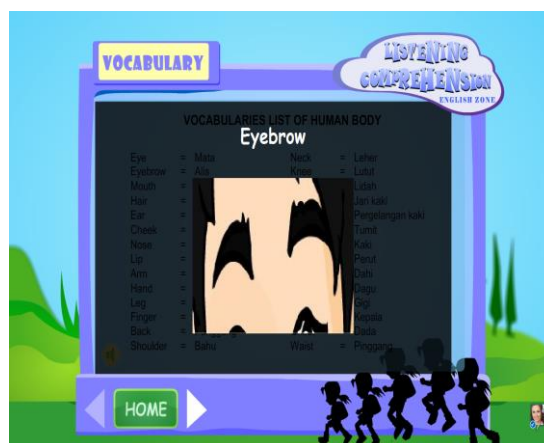 VOCABULARY
LISTENING
COMPREHENSION
ENGLISH ZONE
VOCABULARIES LIST OF HUMAN BODY
Eyebrow
Eye = Mata Neck = Leher
Eyebrow = Alis Knee = Lutut
Mouth = Lidah
Hair = Jari kaki
Ear = Pergelangan kaki
Cheek = Tumit
Nose = Kaki
Lip = Perut
Arm = Dahi
Hand = Dagu
Leg = Gigi
Finger = Kepala
Back = Dada
Shoulder = Bahu Waist = Pinggang
HOME